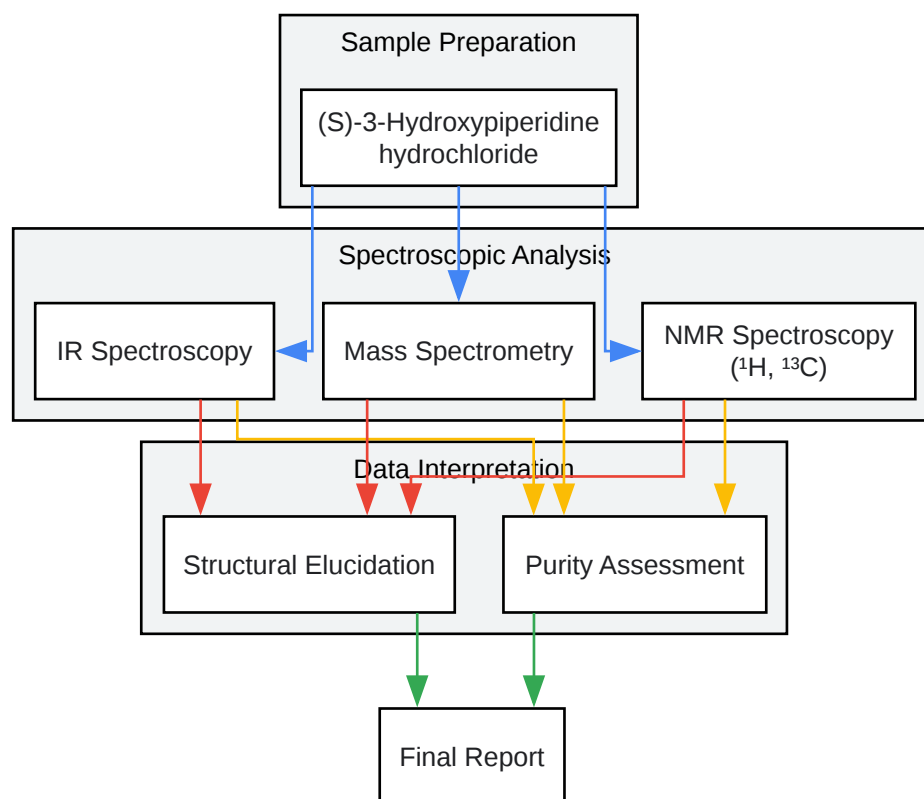 Sample Preparation
(S)-3-Hydroxypiperidine
hydrochloride
Spectroscopic Analysis
IR Spectroscopy
Mass Spectrometry
NMR Spectroscopy
(¹H, ¹³C)
Data Interpretation
Structural Elucidation
Purity Assessment
Final Report